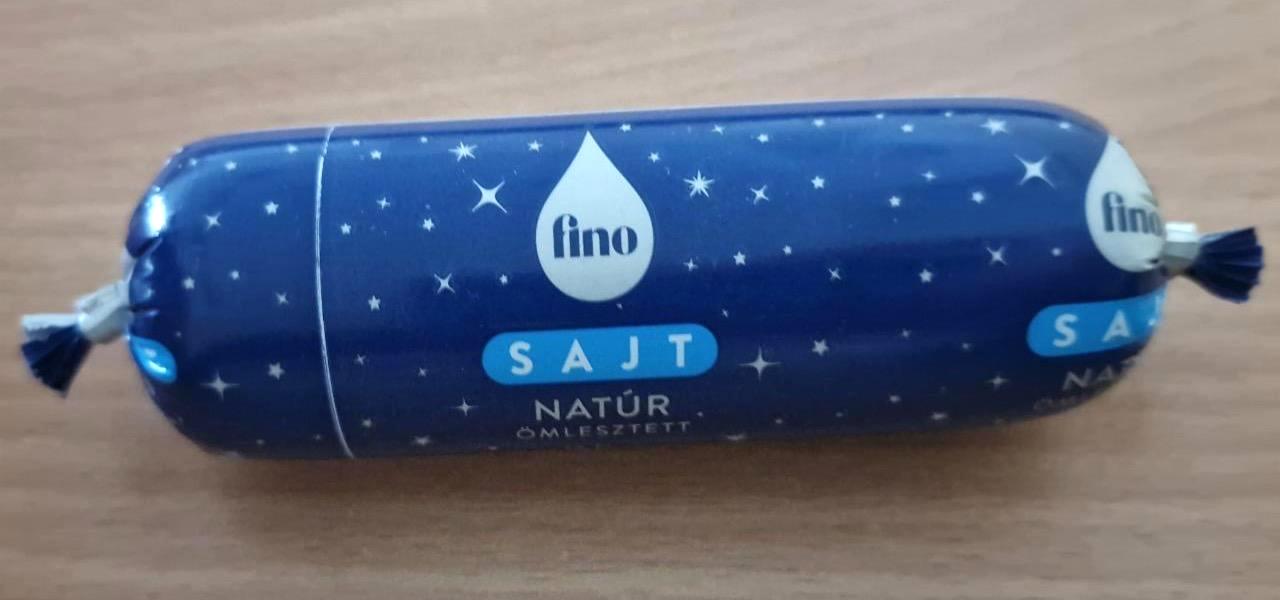 fino
SAJT
NATÚR
ÖMLESZTETT
fino
SA
NAT